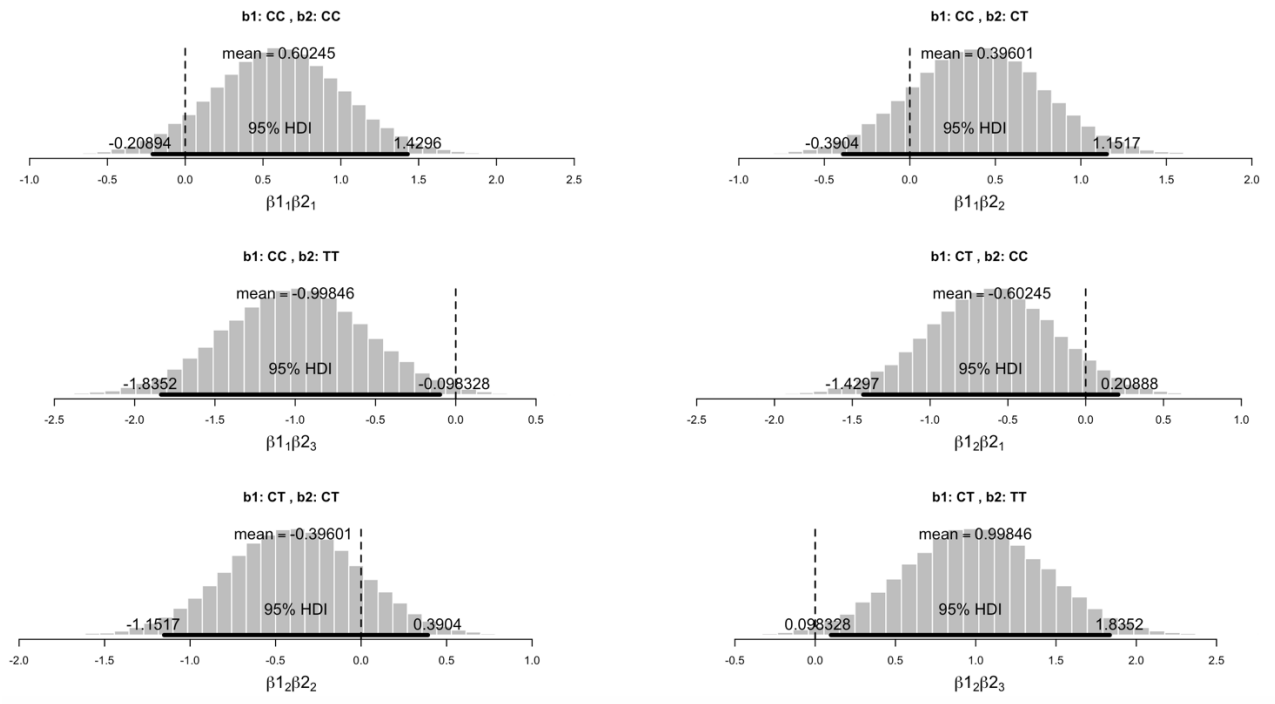 b1: CC , b2: CC
mean = 0.60245
95% HDI
-0.20894 1.4296
-1.0 -0.5 0.0 0.5 1.0 1.5 2.0 2.5
β1₁β2₁
b1: CC , b2: CT
mean = 0.39601
95% HDI
-0.3904 1.1517
-1.0 -0.5 0.0 0.5 1.0 1.5 2.0
β1₁β2₂
b1: CC , b2: TT
mean = -0.99846
95% HDI
-1.8352 -0.098328
-2.5 -2.0 -1.5 -1.0 -0.5 0.0 0.5
β1₁β2₃
b1: CT , b2: CC
mean = -0.60245
95% HDI
-1.4297 0.20888
-2.5 -2.0 -1.5 -1.0 -0.5 0.0 0.5 1.0
β1₂β2₁
b1: CT , b2: CT
mean = -0.39601
95% HDI
-1.1517 0.3904
-2.0 -1.5 -1.0 -0.5 0.0 0.5 1.0
β1₂β2₂
b1: CT , b2: TT
mean = 0.99846
95% HDI
0.098328 1.8352
-0.5 0.0 0.5 1.0 1.5 2.0 2.5
β1₂β2₃